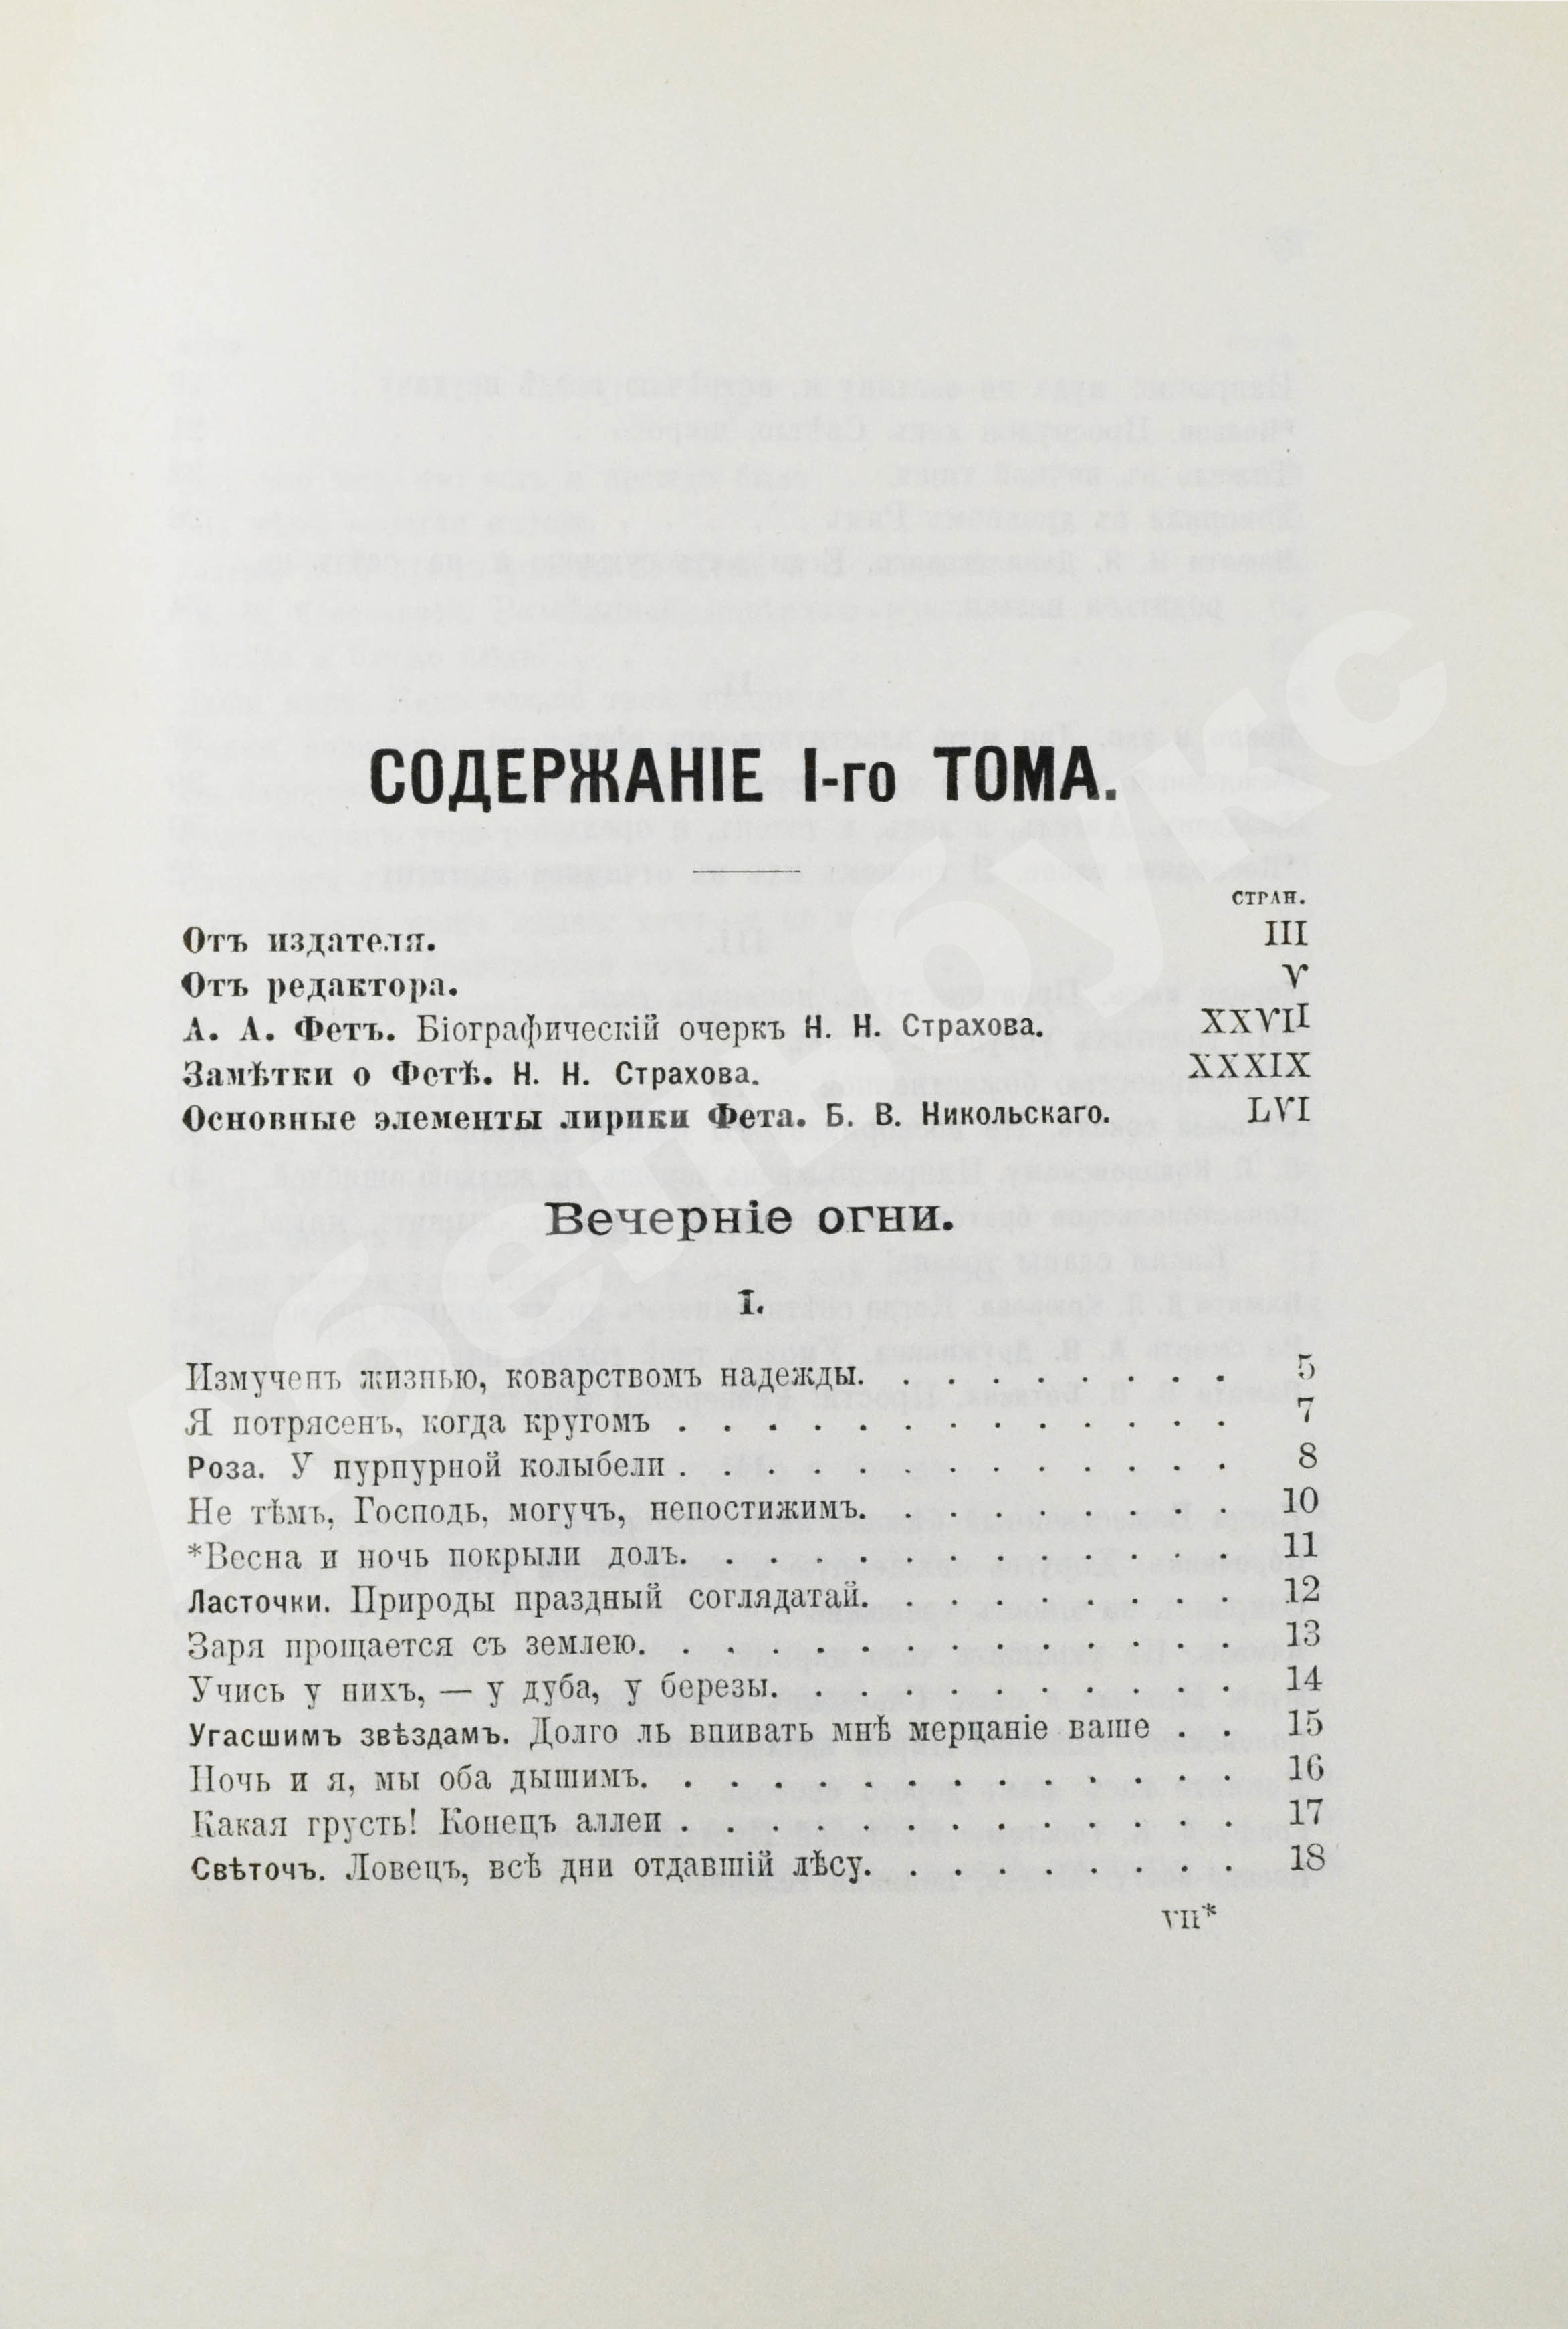 СОДЕРЖАНІЕ I-го ТОМА.
СТРАН.
Отъ издателя. III
Отъ редактора. V
А. А. Фетъ. Біографическій очеркъ Н. Н. Страхова. XXVII
Замѣтки о Фетѣ. Н. Н. Страхова. XXXIX
Основные элементы лирики Фета. Б. В. Никольскаго. LVI
Вечерніе огни.
I.
Измученъ жизнью, коварствомъ надежды. . . . . . . . . 5
Я потрясенъ, когда кругомъ . . . . . . . . . . . . . 7
Роза. У пурпурной колыбели . . . . . . . . . . . . . 8
Не тѣмъ, Господь, могучъ, непостижимъ. . . . . . . . . 10
*Весна и ночь покрыли долъ. . . . . . . . . . . . . 11
Ласточки. Природы праздный соглядатай. . . . . . . . . 12
Заря прощается съ землею. . . . . . . . . . . . . . 13
Учись у нихъ, — у дуба, у березы. . . . . . . . . . . 14
Угасшимъ звѣздамъ. Долго ль впивать мнѣ мерцаніе ваше . . 15
Ночь и я, мы оба дышимъ. . . . . . . . . . . . . . 16
Какая грусть! Конецъ аллеи . . . . . . . . . . . . . 17
Свѣточъ. Ловецъ, всѣ дни отдавшій лѣсу. . . . . . . . . 18
VII*